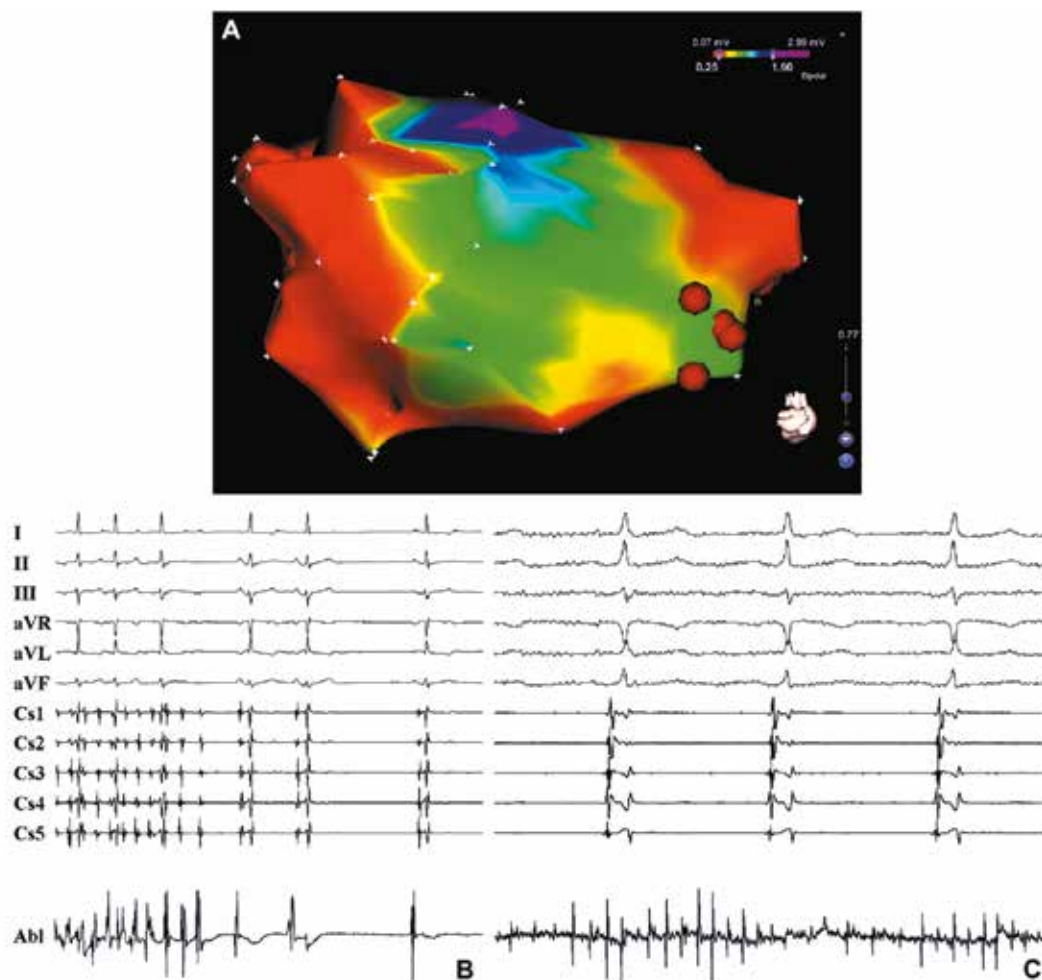 A
0.07 mV 2.99 mV
0.25 1.66
Bipolar
0.77
I
II
III
aVR
aVL
aVF
Cs1
Cs2
Cs3
Cs4
Cs5
Abl
B
C